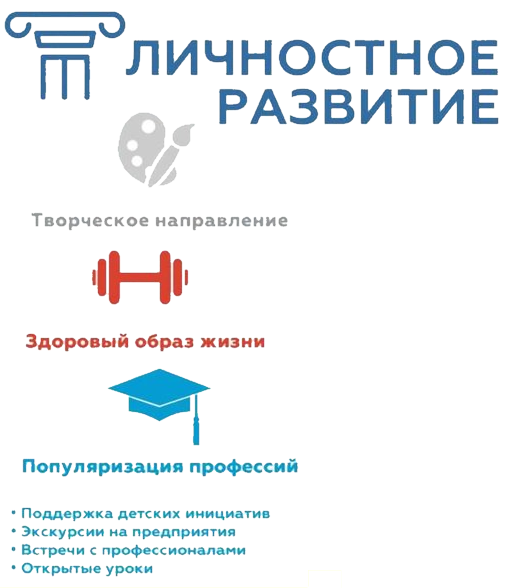 ЛИЧНОСТНОЕ
РАЗВИТИЕ
Творческое направление
Здоровый образ жизни
Популяризация профессий
• Поддержка детских инициатив
• Экскурсии на предприятия
• Встречи с профессионалами
• Открытые уроки